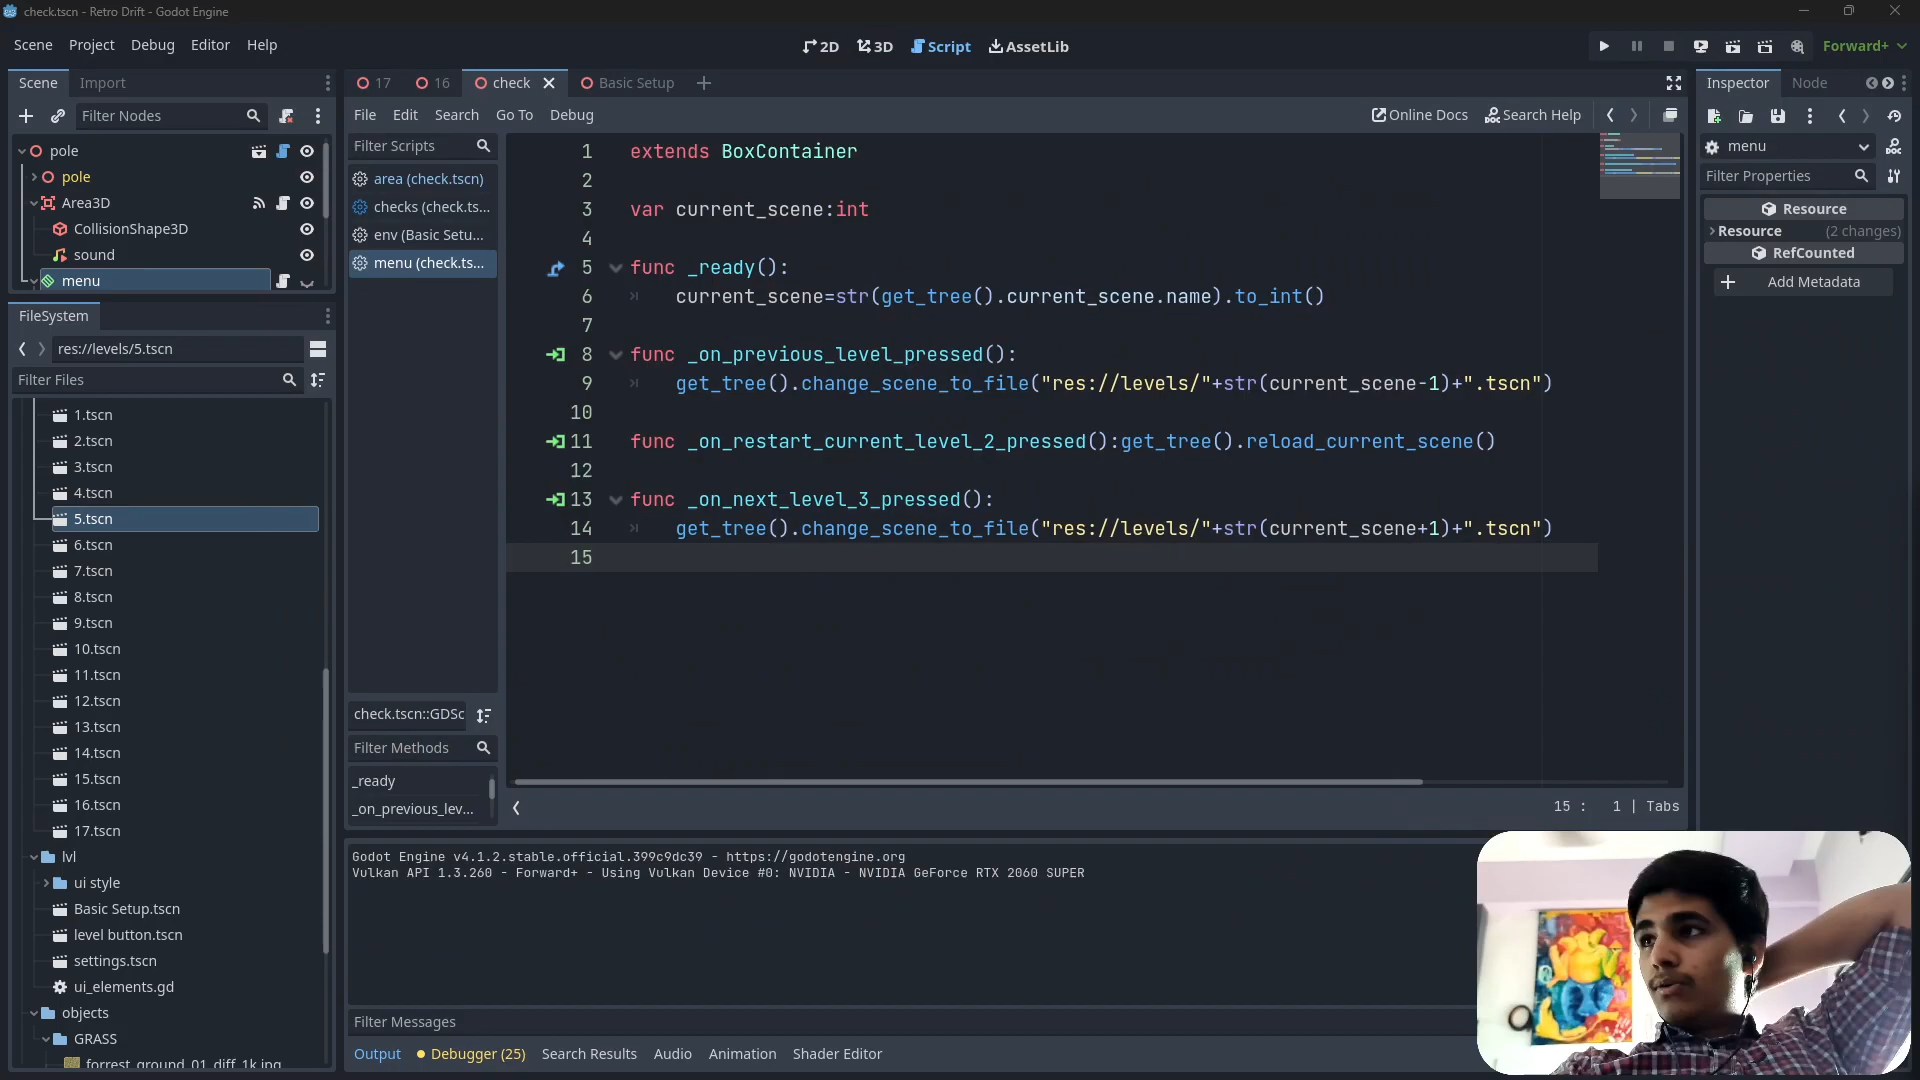 check.tscn - Retro Drift - Godot Engine
Scene Project Debug Editor Help
2D 3D Script AssetLib
Forward+
Scene Import
Filter Nodes
pole
pole
Area3D
CollisionShape3D
sound
menu
FileSystem
res://levels/5.tscn
Filter Files
1.tscn
2.tscn
3.tscn
4.tscn
5.tscn
6.tscn
7.tscn
8.tscn
9.tscn
10.tscn
11.tscn
12.tscn
13.tscn
14.tscn
15.tscn
16.tscn
17.tscn
lvl
ui style
Basic Setup.tscn
level button.tscn
settings.tscn
ui_elements.gd
objects
GRASS
forrest_ground_01_diff_1k.jpg
17 16 check Basic Setup
File Edit Search Go To Debug
Online Docs Search Help
Filter Scripts
area (check.tscn)
checks (check.ts...
env (Basic Setu...
menu (check.ts...
check.tscn::GDSc
Filter Methods
_ready
_on_previous_lev...
1 extends BoxContainer
2
3 var current_scene:int
4
5 func _ready():
6 current_scene=str(get_tree().current_scene.name).to_int()
7
8 func _on_previous_level_pressed():
9 get_tree().change_scene_to_file("res://levels/"+str(current_scene-1)+".tscn")
10
11 func _on_restart_current_level_2_pressed():get_tree().reload_current_scene()
12
13 func _on_next_level_3_pressed():
14 get_tree().change_scene_to_file("res://levels/"+str(current_scene+1)+".tscn")
15
15 : 1 | Tabs
Godot Engine v4.1.2.stable.official.399c9dc39 - https://godotengine.org
Vulkan API 1.3.260 - Forward+ - Using Vulkan Device #0: NVIDIA - NVIDIA GeForce RTX 2060 SUPER
Filter Messages
Output Debugger (25) Search Results Audio Animation Shader Editor
Inspector Node
menu
Filter Properties
Resource
Resource (2 changes)
RefCounted
Add Metadata